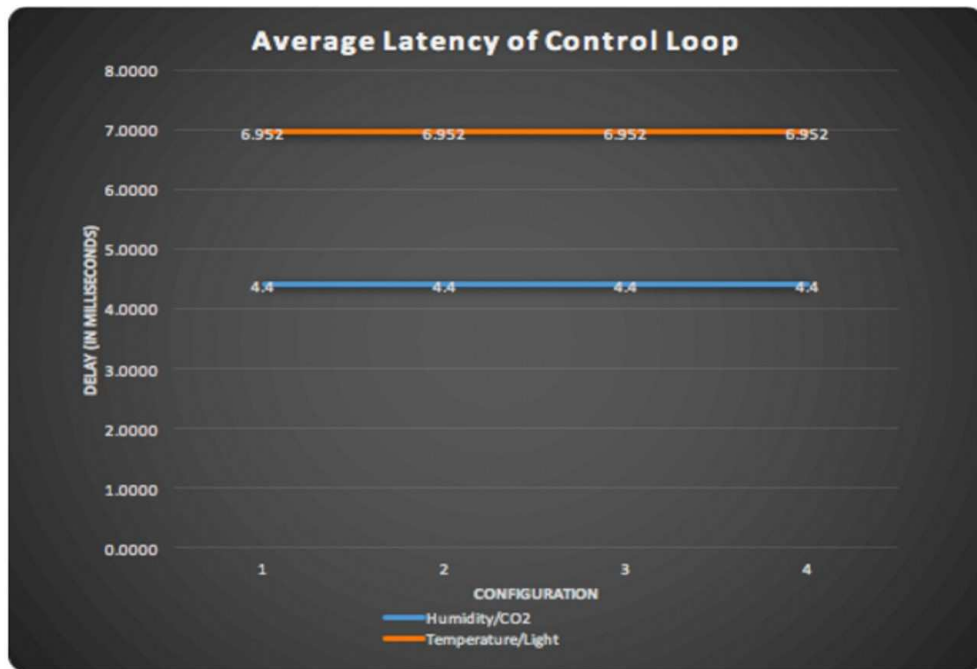 Average Latency of Control Loop
8.0000
7.0000
6.952 6.952 6.952 6.952
6.0000
5.0000
4.4 4.4 4.4 4.4
4.0000
3.0000
2.0000
1.0000
0.0000
DELAY (IN MILLISECONDS)
1 2 3 4
CONFIGURATION
Humidity/CO2
Temperature/Light